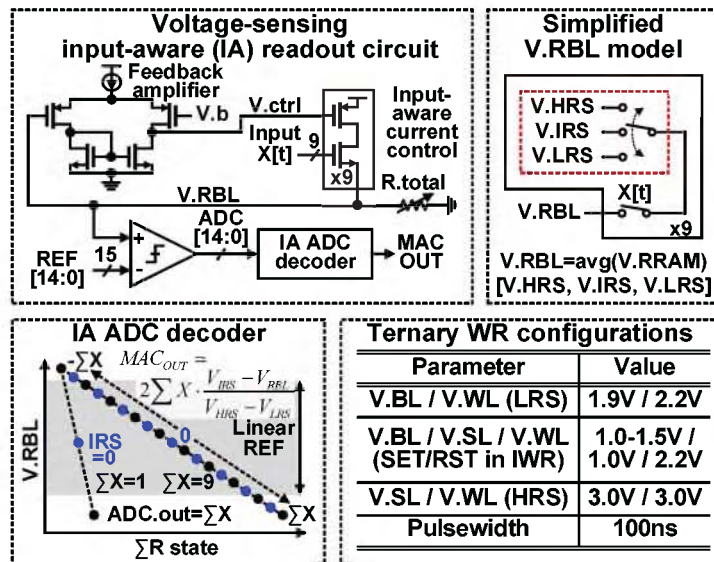 Voltage-sensing
input-aware (IA) readout circuit
Feedback
amplifier
V.b
V.ctrl
Input
X[t]
9
Input-
aware
current
control
x9
V.RBL
R.total
+
-
REF
[14:0]
15
ADC
[14:0]
IA ADC
decoder
MAC
OUT
Simplified
V.RBL model
V.HRS
V.IRS
V.LRS
X[t]
V.RBL
x9
V.RBL=avg(V.RRAM)
[V.HRS, V.IRS, V.LRS]
IA ADC decoder
-∑X
MAC_OUT =
2∑ X · (V_IRS − V_RBL) / (V_HRS − V_LRS)
0
Linear
REF
IRS
=0
∑X=1 ∑X=9
ADC.out=∑X
∑X
V.RBL
∑R state
Ternary WR configurations
Parameter Value
V.BL / V.WL (LRS) 1.9V / 2.2V
V.BL / V.SL / V.WL 1.0-1.5V /
(SET/RST in IWR) 1.0V / 2.2V
V.SL / V.WL (HRS) 3.0V / 3.0V
Pulsewidth 100ns